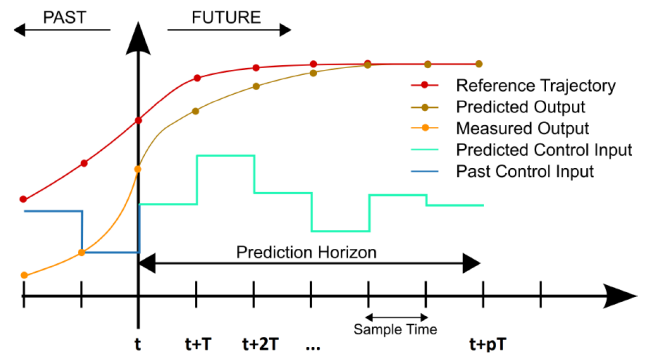 PAST
FUTURE
Reference Trajectory
Predicted Output
Measured Output
Predicted Control Input
Past Control Input
Prediction Horizon
Sample Time
t
t+T
t+2T
...
t+pT